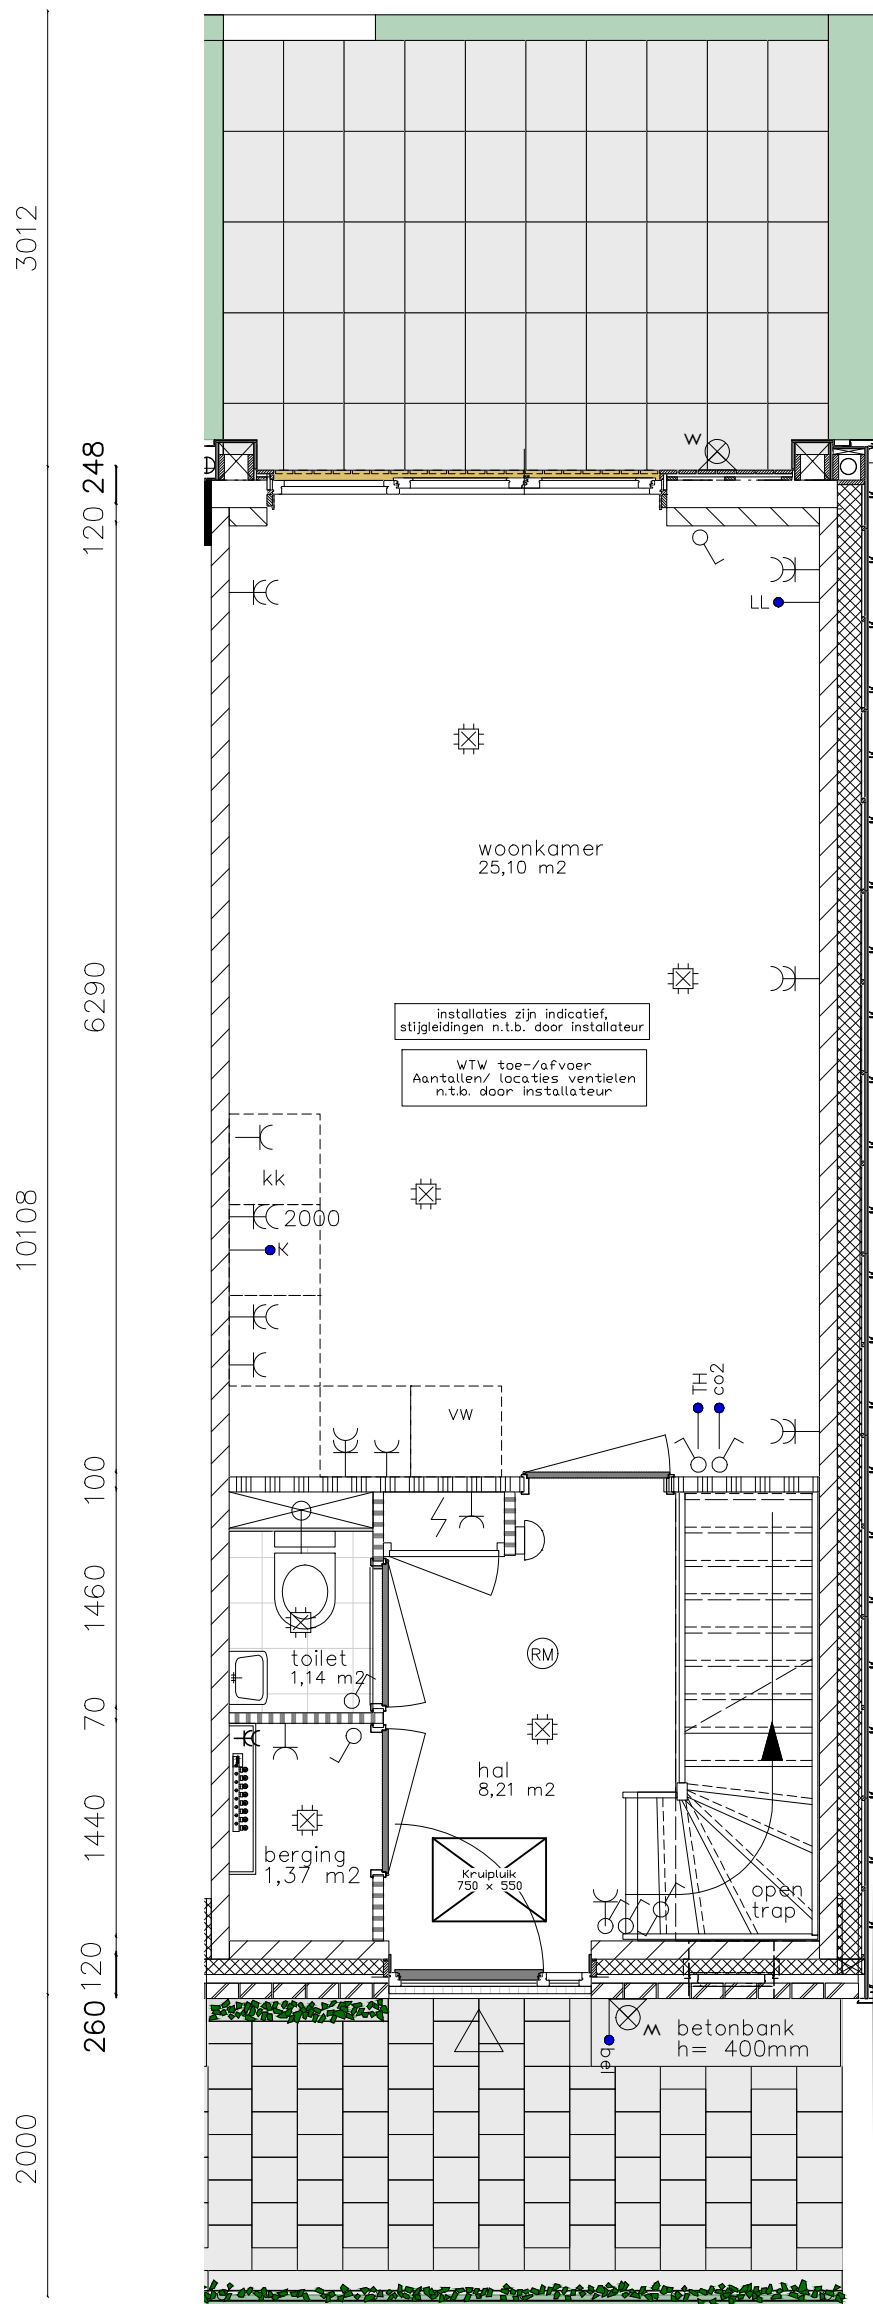 3012
248
120
W
LL
woonkamer
25,10 m2
6290
installaties zijn indicatief,
stijgleidingen n.t.b. door installateur
WTW toe-/afvoer
Aantallen/ locaties ventielen
n.t.b. door installateur
kk
2000
K
10108
TH
co2
vw
100
1460
RM
toilet
1,14 m2
70
hal
8,21 m2
1440
berging
1,37 m2
Kruipluik
750 x 550
open
trap
120
260
W
betonbank
h= 400mm
bel
2000